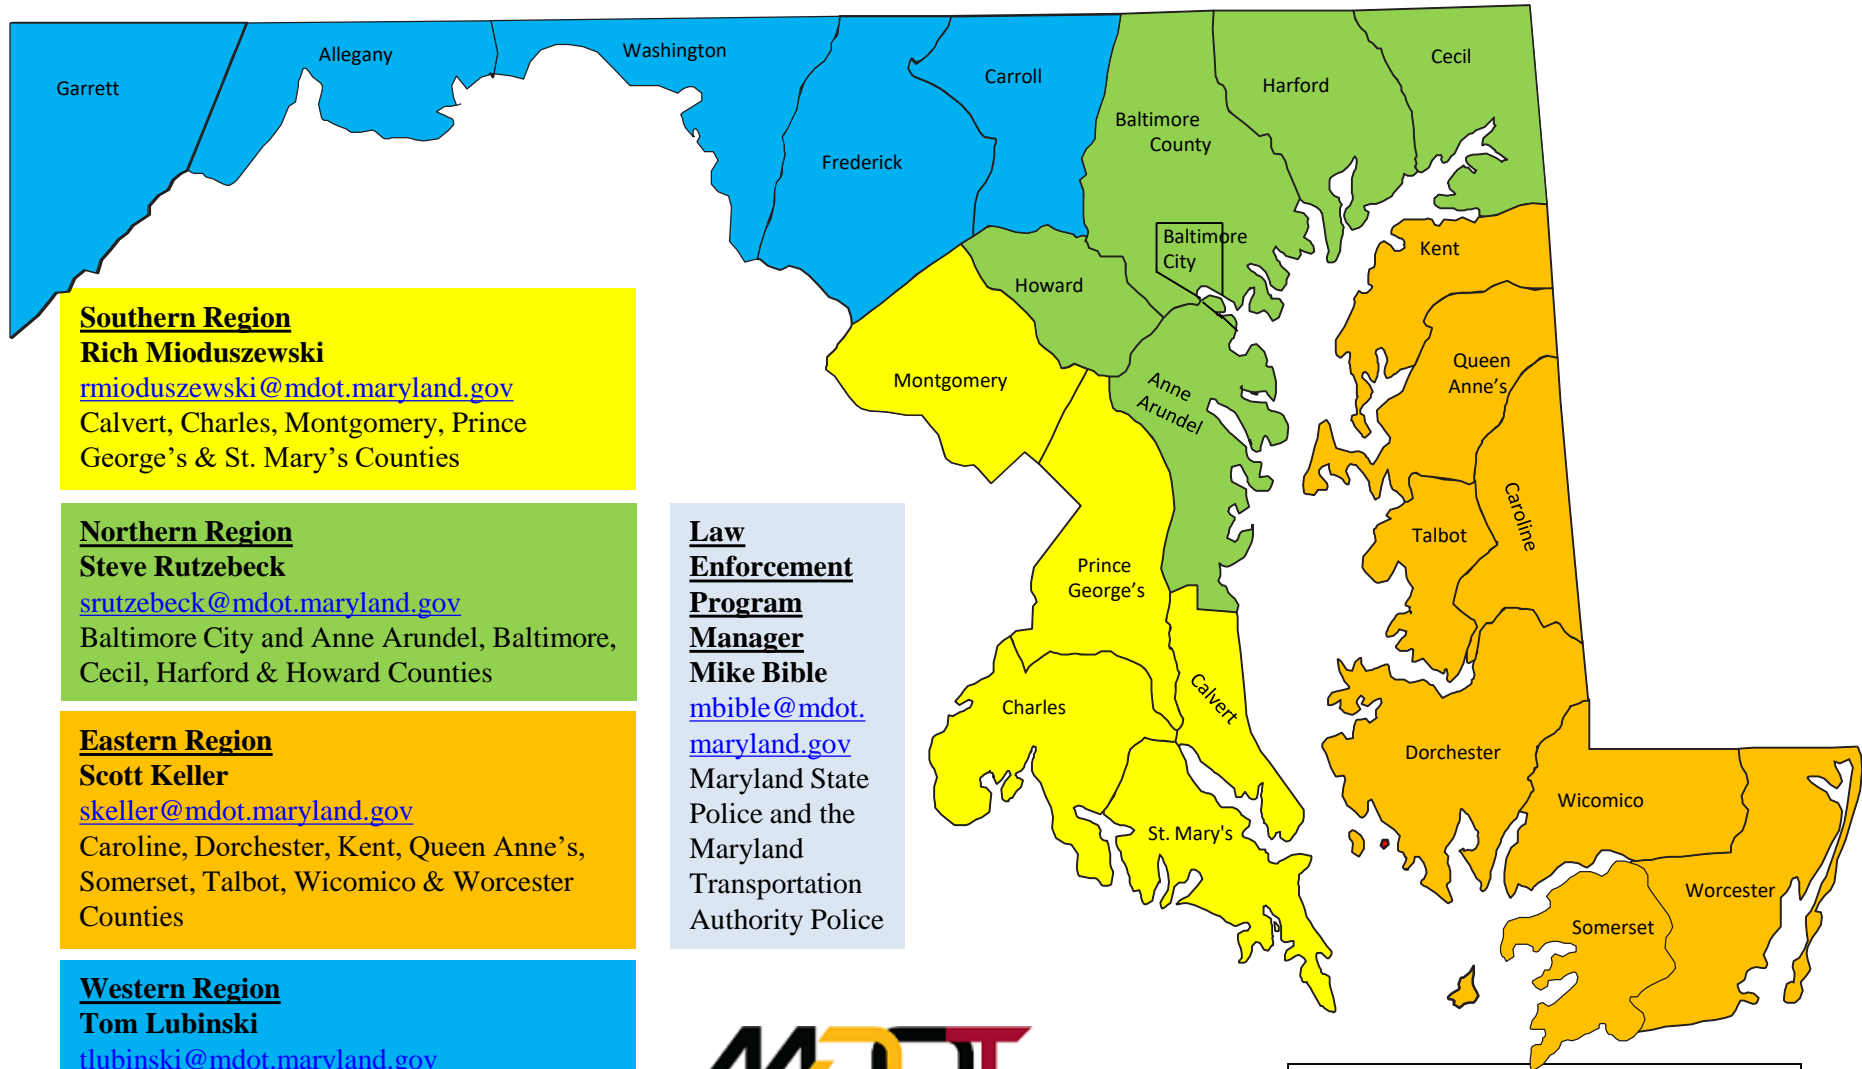 Garrett
Allegany
Washington
Frederick
Carroll
Baltimore
County
Harford
Cecil
Baltimore
City
Howard
Kent
Montgomery
Anne
Arundel
Queen
Anne’s
Caroline
Talbot
Prince
George’s
Calvert
Charles
St. Mary's
Dorchester
Wicomico
Worcester
Somerset
Southern Region
Rich Mioduszewski
rmioduszewski@mdot.maryland.gov
Calvert, Charles, Montgomery, Prince
George’s & St. Mary’s Counties
Northern Region
Steve Rutzebeck
srutzebeck@mdot.maryland.gov
Baltimore City and Anne Arundel, Baltimore,
Cecil, Harford & Howard Counties
Eastern Region
Scott Keller
skeller@mdot.maryland.gov
Caroline, Dorchester, Kent, Queen Anne’s,
Somerset, Talbot, Wicomico & Worcester
Counties
Western Region
Tom Lubinski
tlubinski@mdot.maryland.gov
Law
Enforcement
Program
Manager
Mike Bible
mbible@mdot.
maryland.gov
Maryland State
Police and the
Maryland
Transportation
Authority Police
MDOT